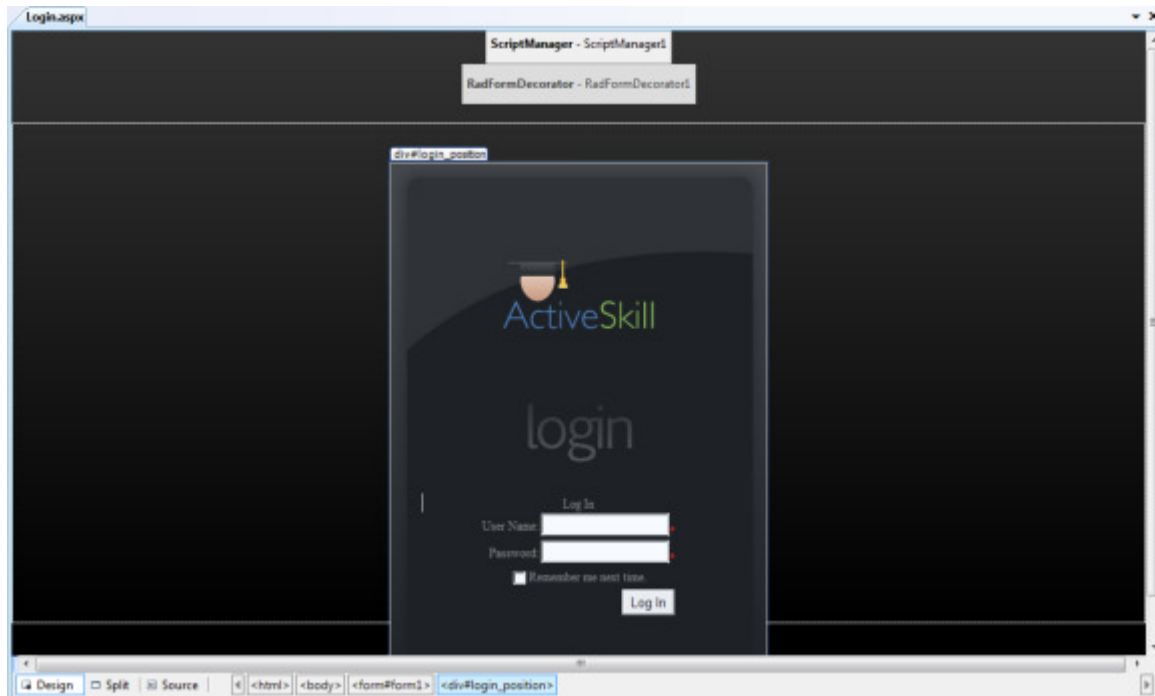 Login.aspx
ScriptManager - ScriptManager1
RadFormDecorator - RadFormDecorator1
div#login_position
ActiveSkill
login
Log In
User Name:
Password:
Remember me next time.
Log In
Design Split Source <html> <body> <form#form1> <div#login_position>